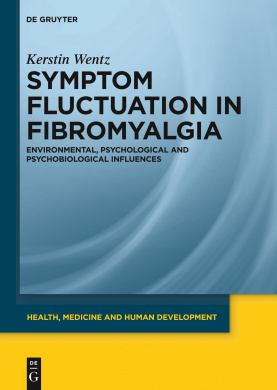 DE GRUYTER
Kerstin Wentz
SYMPTOM
FLUCTUATION IN
FIBROMYALGIA
ENVIRONMENTAL, PSYCHOLOGICAL AND
PSYCHOBIOLOGICAL INFLUENCES
HEALTH, MEDICINE AND HUMAN DEVELOPMENT
DE
G